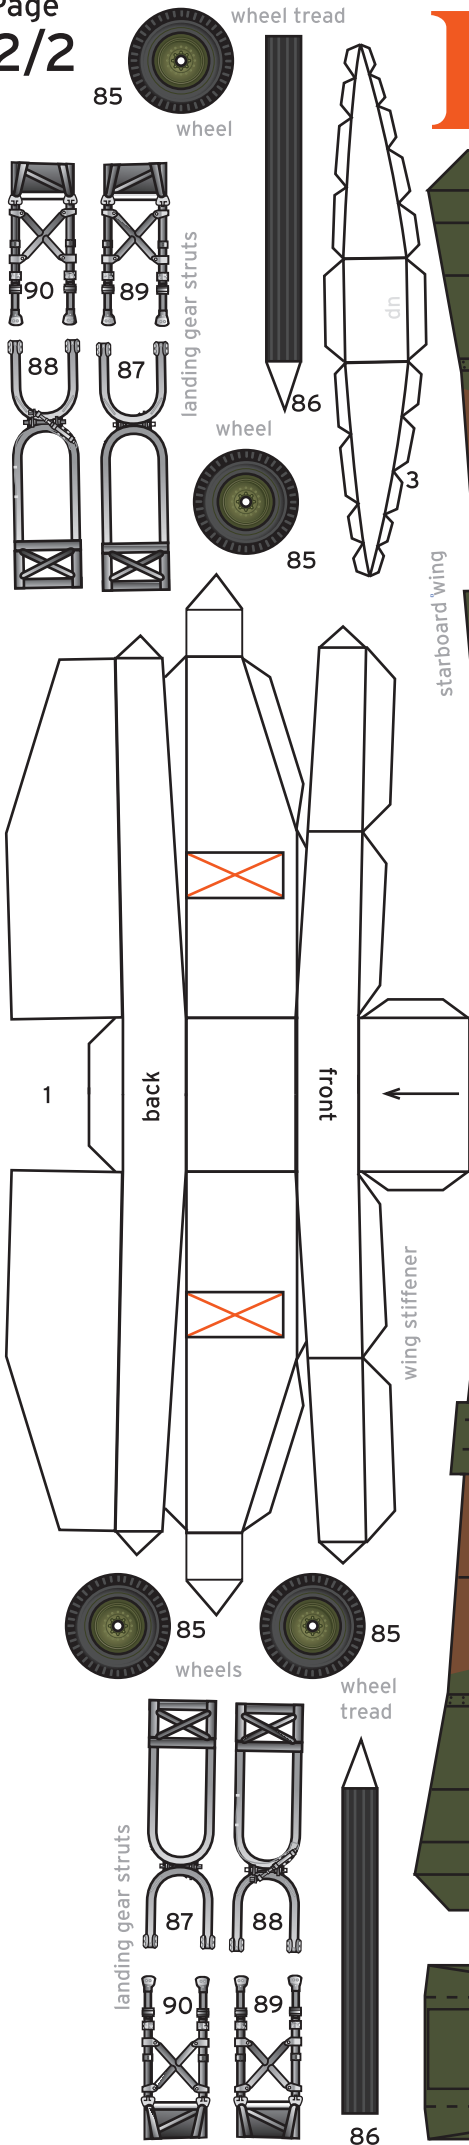 Page
2/2
wheel tread
85
wheel
90
89
landing gear struts
88
87
86
up
3
wheel
85
starboard wing
1
back
front
wing stiffener
85
85
wheels
wheel
tread
landing gear struts
87
88
90
89
86